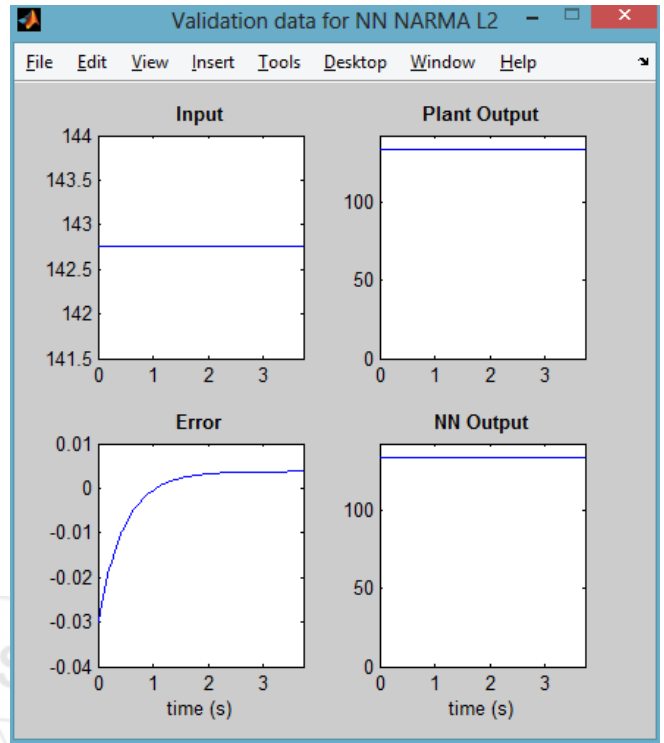 Validation data for NN NARMA L2
File Edit View Insert Tools Desktop Window Help
Input
144
143.5
143
142.5
142
141.5
0 1 2 3
Plant Output
100
50
0
0 1 2 3
Error
0.01
0
-0.01
-0.02
-0.03
-0.04
0 1 2 3
time (s)
NN Output
100
50
0
0 1 2 3
time (s)